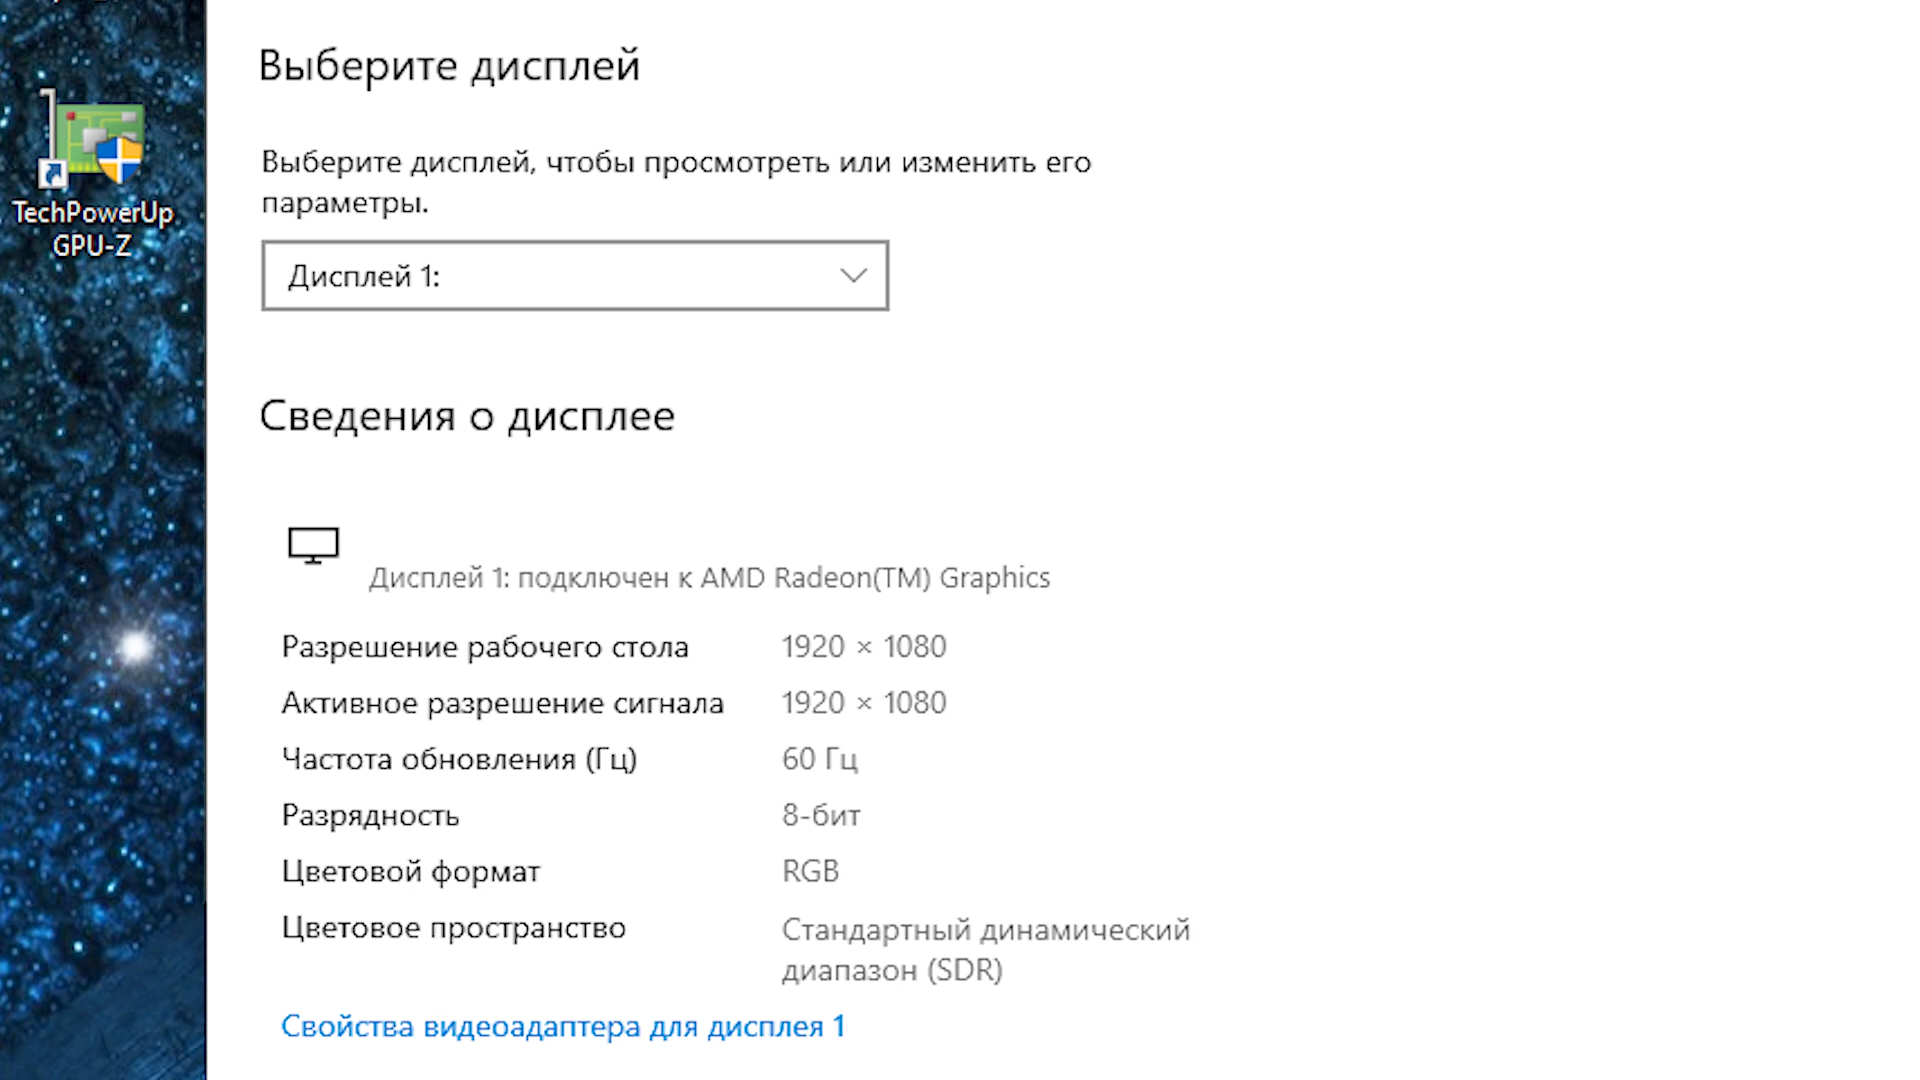 TechPowerUp
GPU-Z
Выберите дисплей
Выберите дисплей, чтобы просмотреть или изменить его
параметры.
Дисплей 1:
Сведения о дисплее
Дисплей 1: подключен к AMD Radeon(TM) Graphics
Разрешение рабочего стола 1920 × 1080
Активное разрешение сигнала 1920 × 1080
Частота обновления (Гц) 60 Гц
Разрядность 8-бит
Цветовой формат RGB
Цветовое пространство Стандартный динамический
диапазон (SDR)
Свойства видеоадаптера для дисплея 1